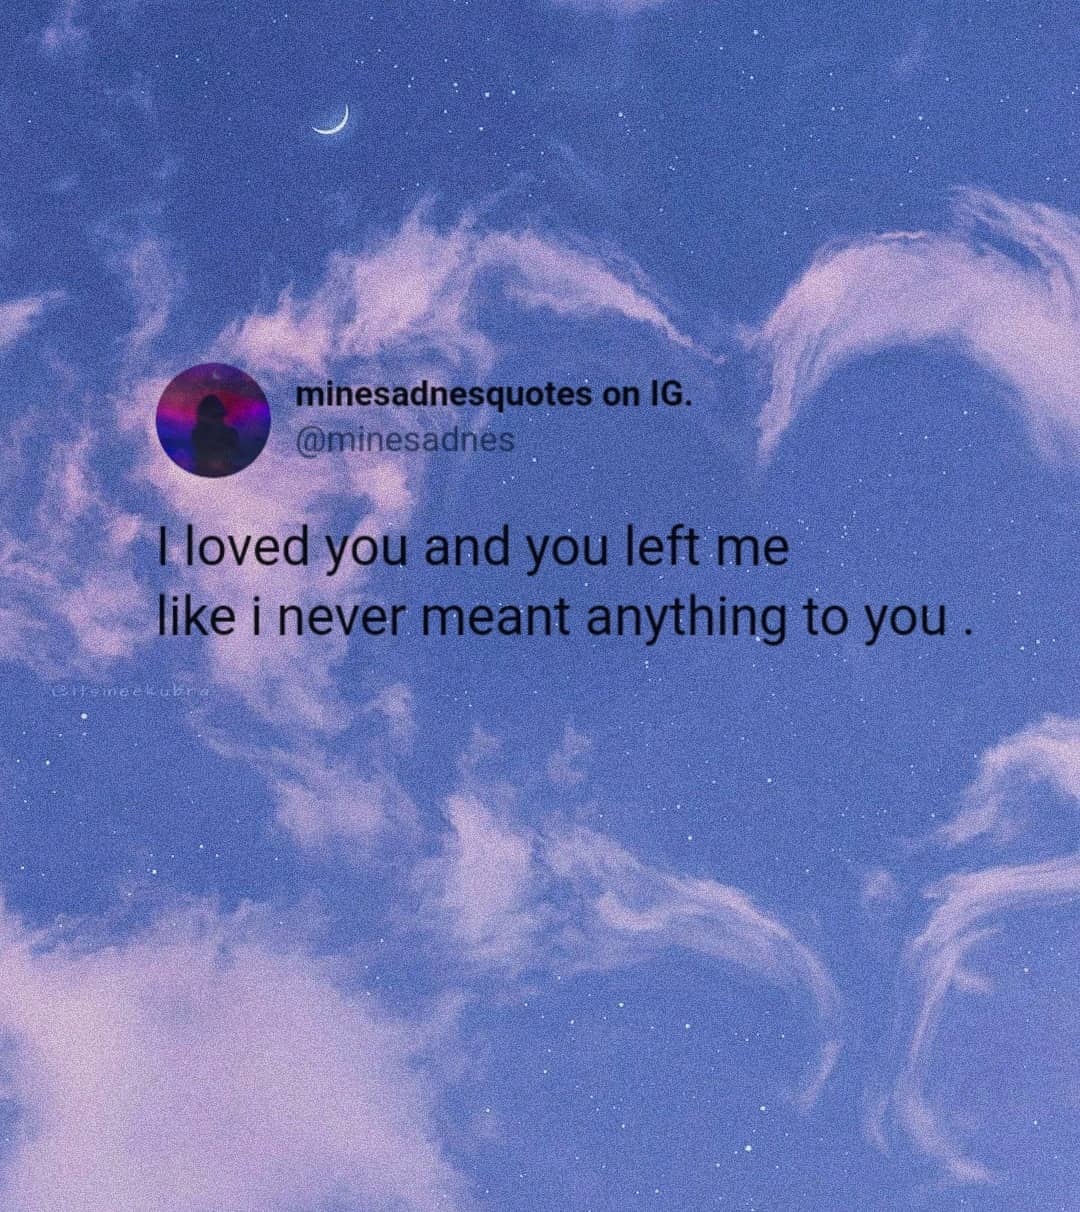 minesadnesquotes on IG.
@minesadnes
I loved you and you left me
like i never meant anything to you .
@itsmeekubra